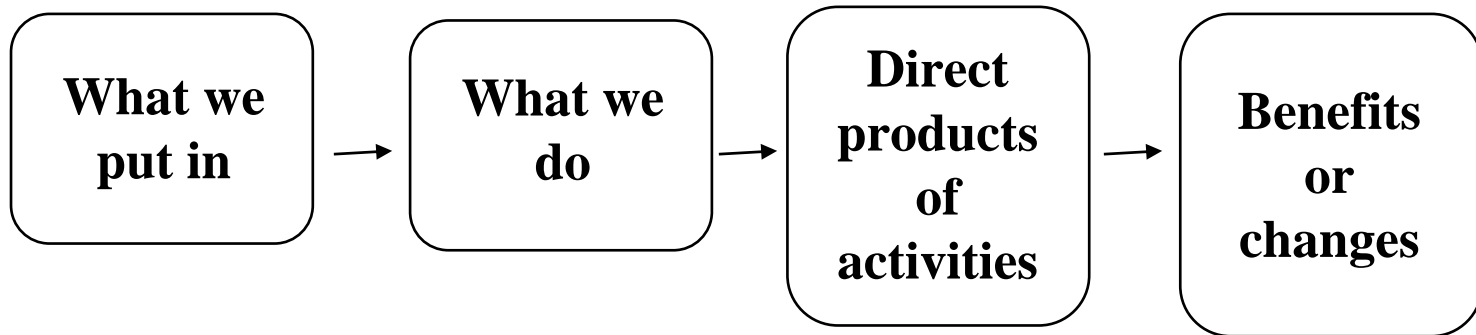 What we
put in
What we
do
Direct
products
of
activities
Benefits
or
changes